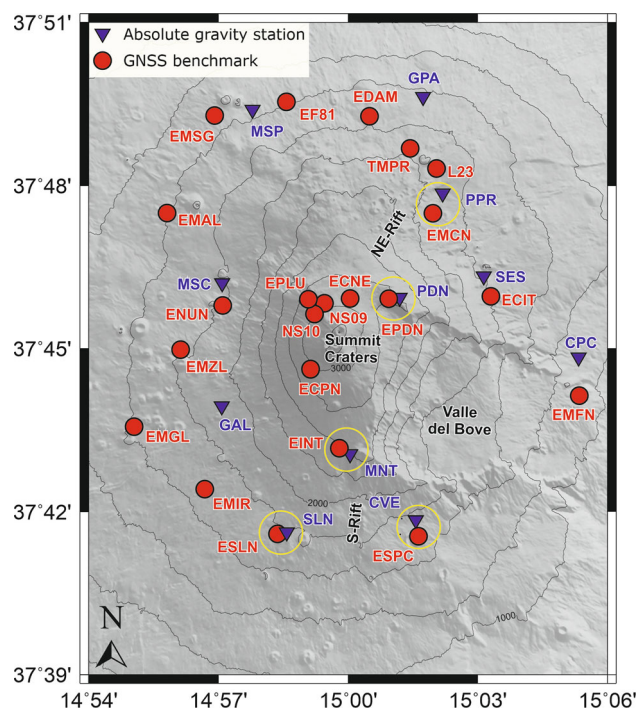 37°51'
Absolute gravity station
GNSS benchmark
GPA
EDAM
EF81
EMSG
MSP
TMPR
L23
37°48'
PPR
EMAL
EMCN
NE-Rift
MSC
EPLU
ECNE
PDN
SES
ENUN
NS09
EPDN
ECIT
NS10
Summit
Craters
37°45'
CPC
EMZL
3000
ECPN
EMFN
GAL
Valle
del Bove
EMGL
EINT
MNT
EMIR
2000
CVE
37°42'
SLN
S-Rift
ESLN
ESPC
N
1000
37°39'
14°54'
14°57'
15°00'
15°03'
15°06'